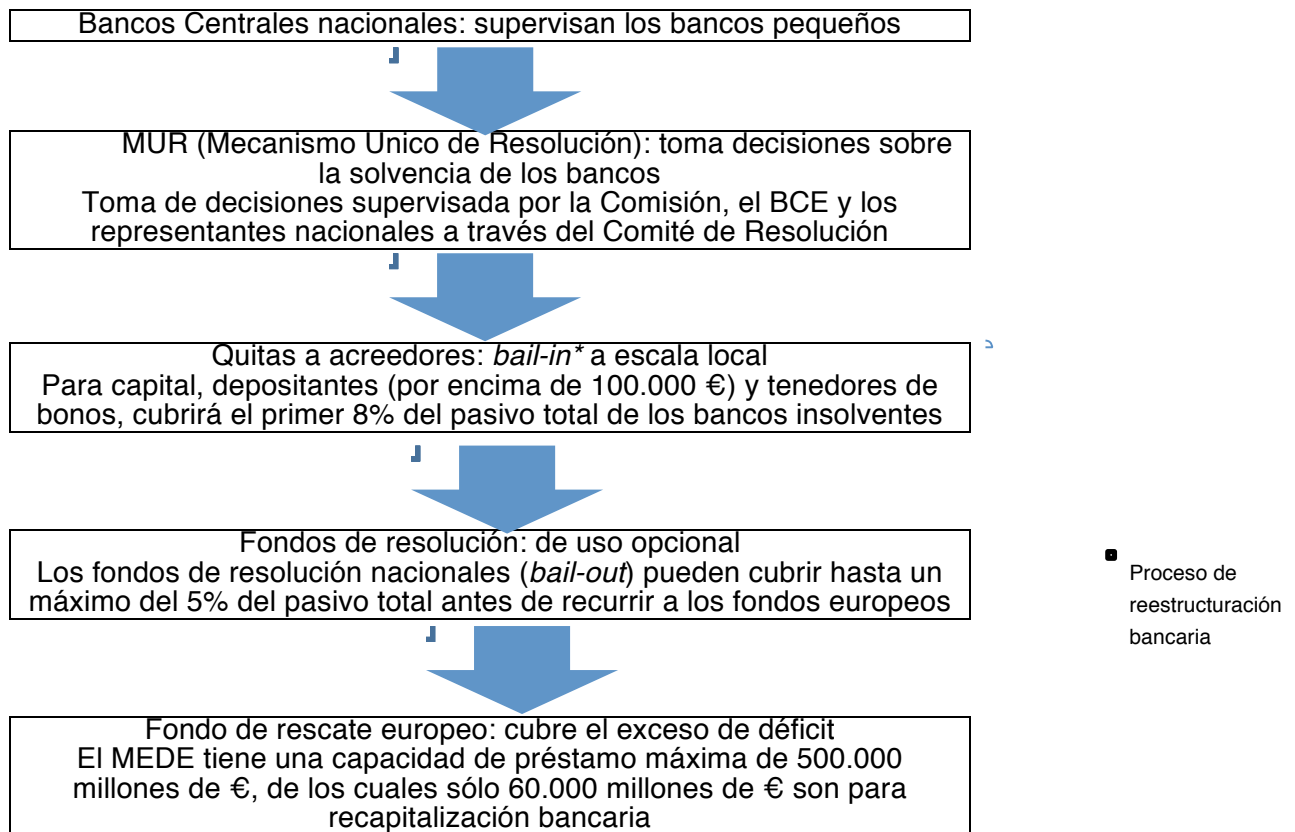 Bancos Centrales nacionales: supervisan los bancos pequeños
MUR (Mecanismo Unico de Resolución): toma decisiones sobre
la solvencia de los bancos
Toma de decisiones supervisada por la Comisión, el BCE y los
representantes nacionales a través del Comité de Resolución
Quitas a acreedores: bail-in* a escala local
Para capital, depositantes (por encima de 100.000 €) y tenedores de
bonos, cubrirá el primer 8% del pasivo total de los bancos insolventes
Fondos de resolución: de uso opcional
Los fondos de resolución nacionales (bail-out) pueden cubrir hasta un
máximo del 5% del pasivo total antes de recurrir a los fondos europeos
Proceso de
reestructuración
bancaria
Fondo de rescate europeo: cubre el exceso de déficit
El MEDE tiene una capacidad de préstamo máxima de 500.000
millones de €, de los cuales sólo 60.000 millones de € son para
recapitalización bancaria